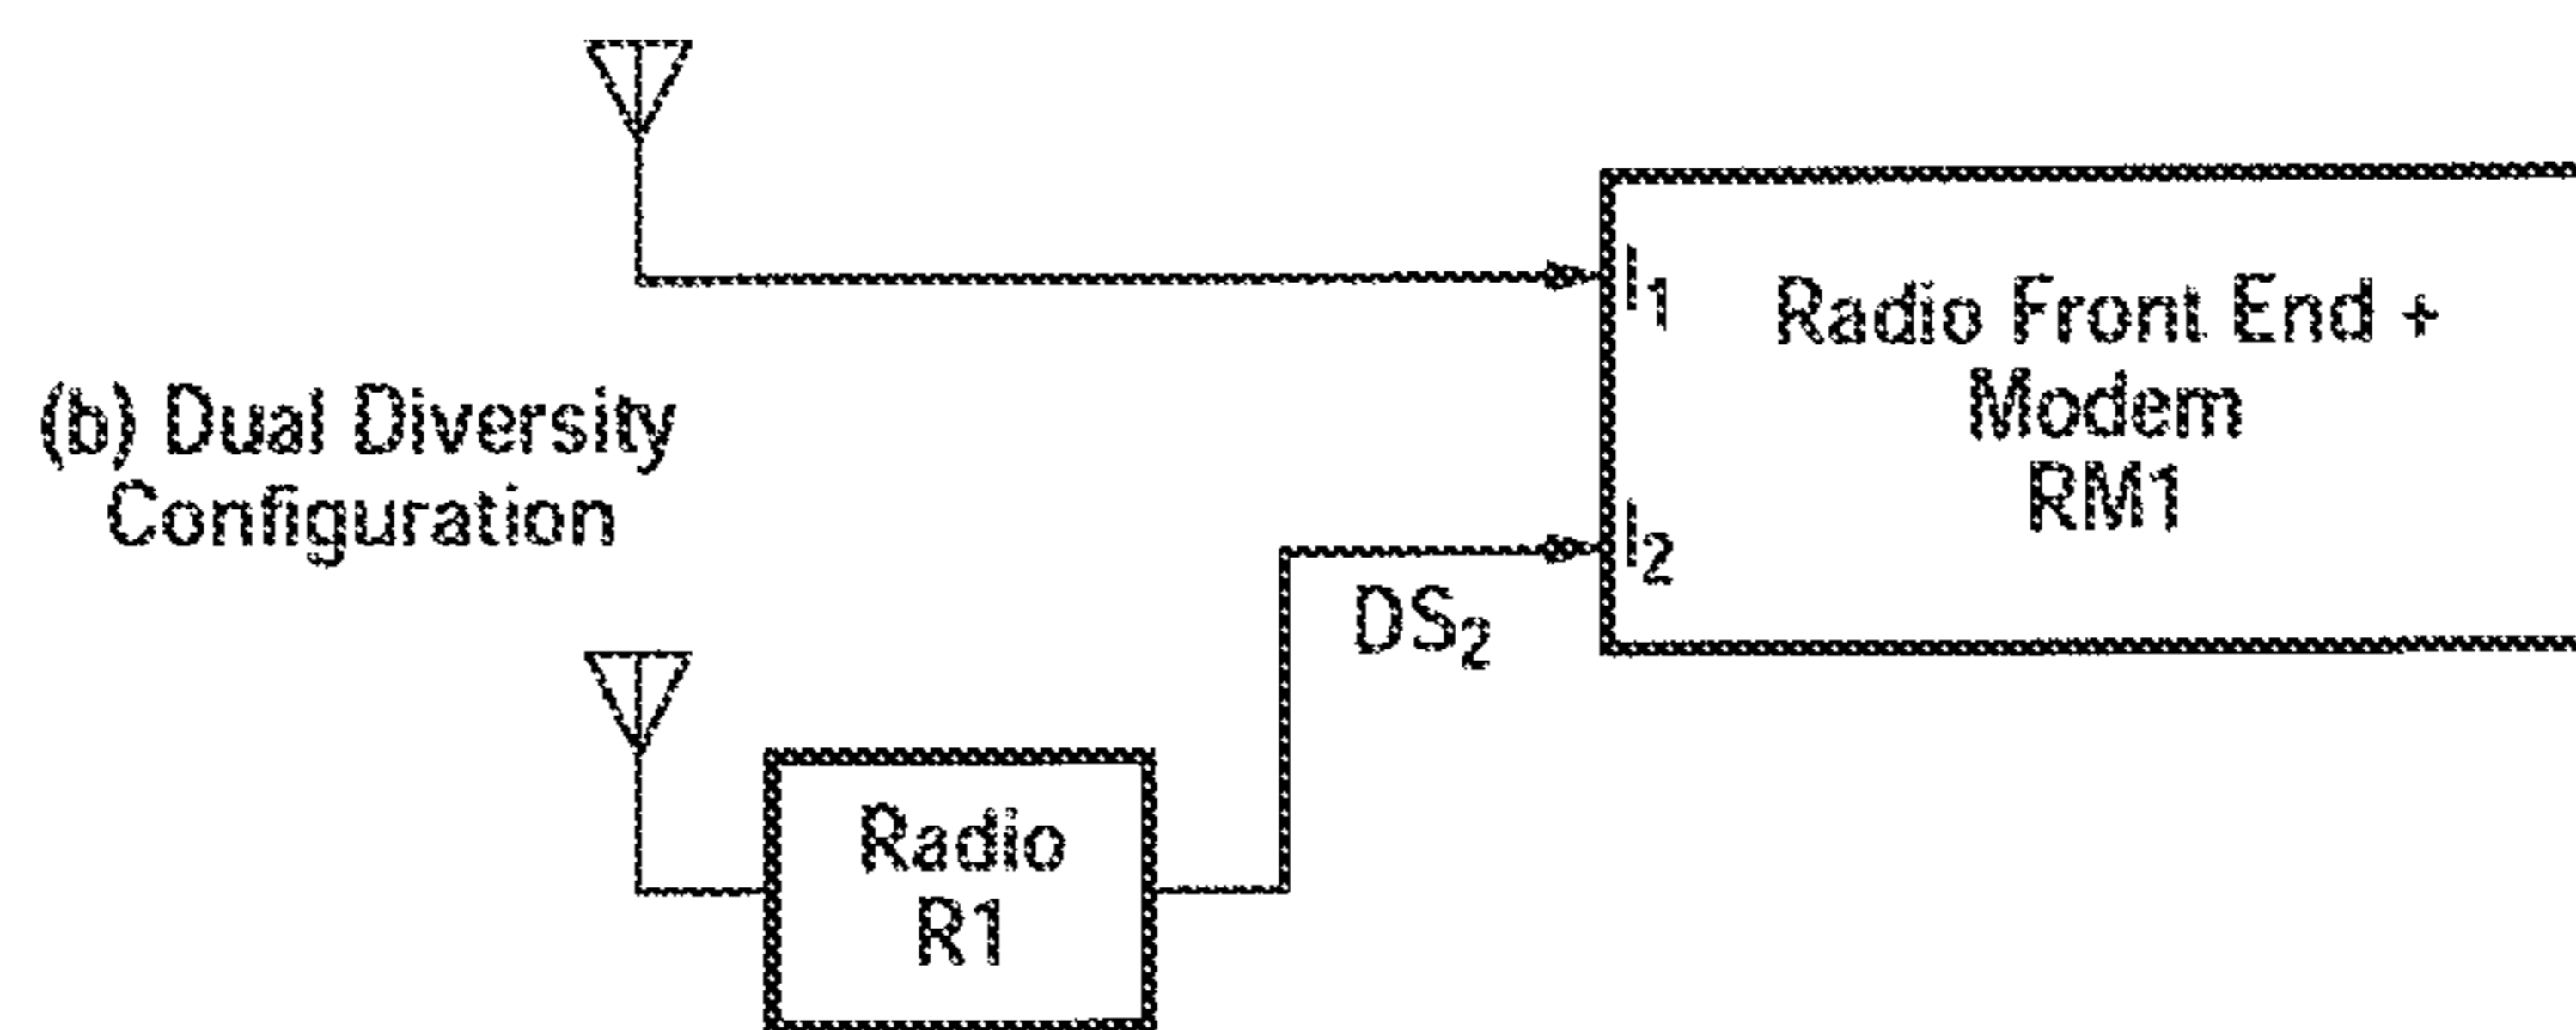 (b) Dual Diversity
Configuration
I₁
Radio Front End +
Modem
RM1
I₂
DS₂
Radio
R1